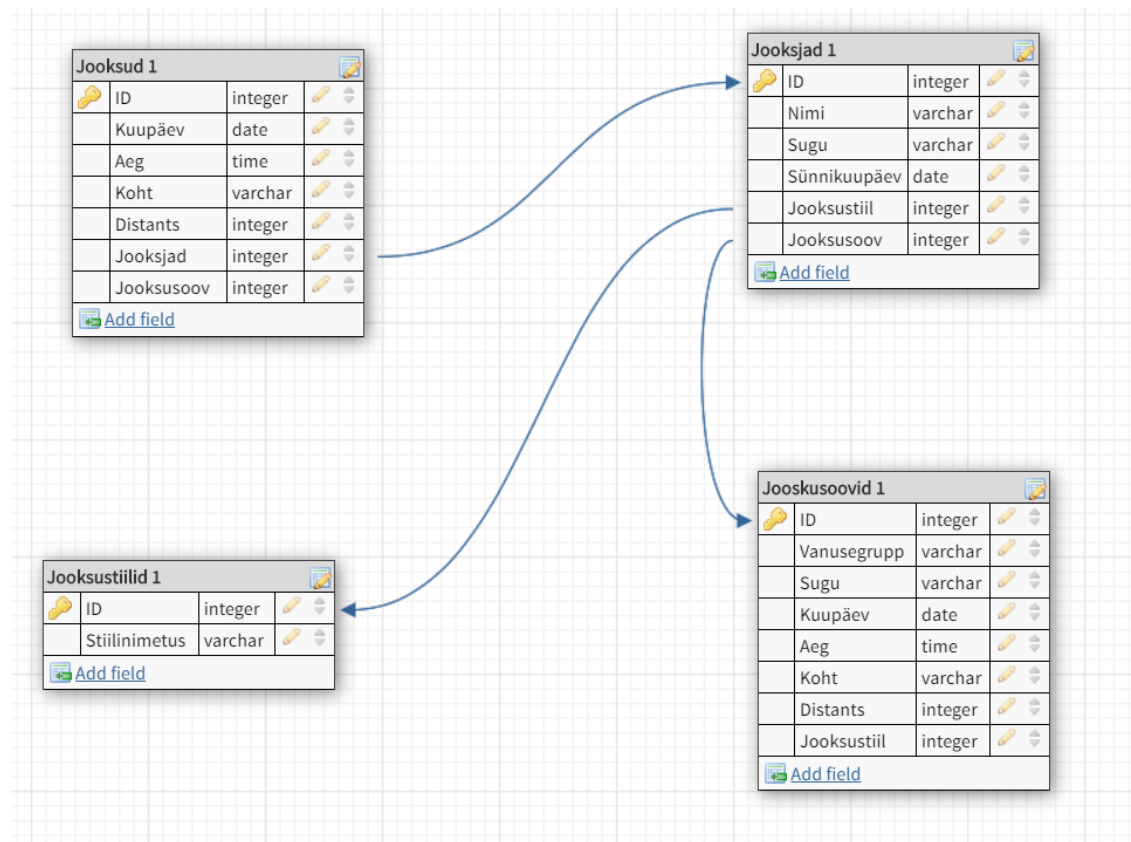 Jooksud 1
ID integer
Kuupäev date
Aeg time
Koht varchar
Distants integer
Jooksjad integer
Jooksusoov integer
Add field
Jooksjad 1
ID integer
Nimi varchar
Sugu varchar
Sünnikuupäev date
Jooksustiil integer
Jooksusoov integer
Add field
Jooksustiilid 1
ID integer
Stiilinimetus varchar
Add field
Jooskusoovid 1
ID integer
Vanusegrupp varchar
Sugu varchar
Kuupäev date
Aeg time
Koht varchar
Distants integer
Jooksustiil integer
Add field